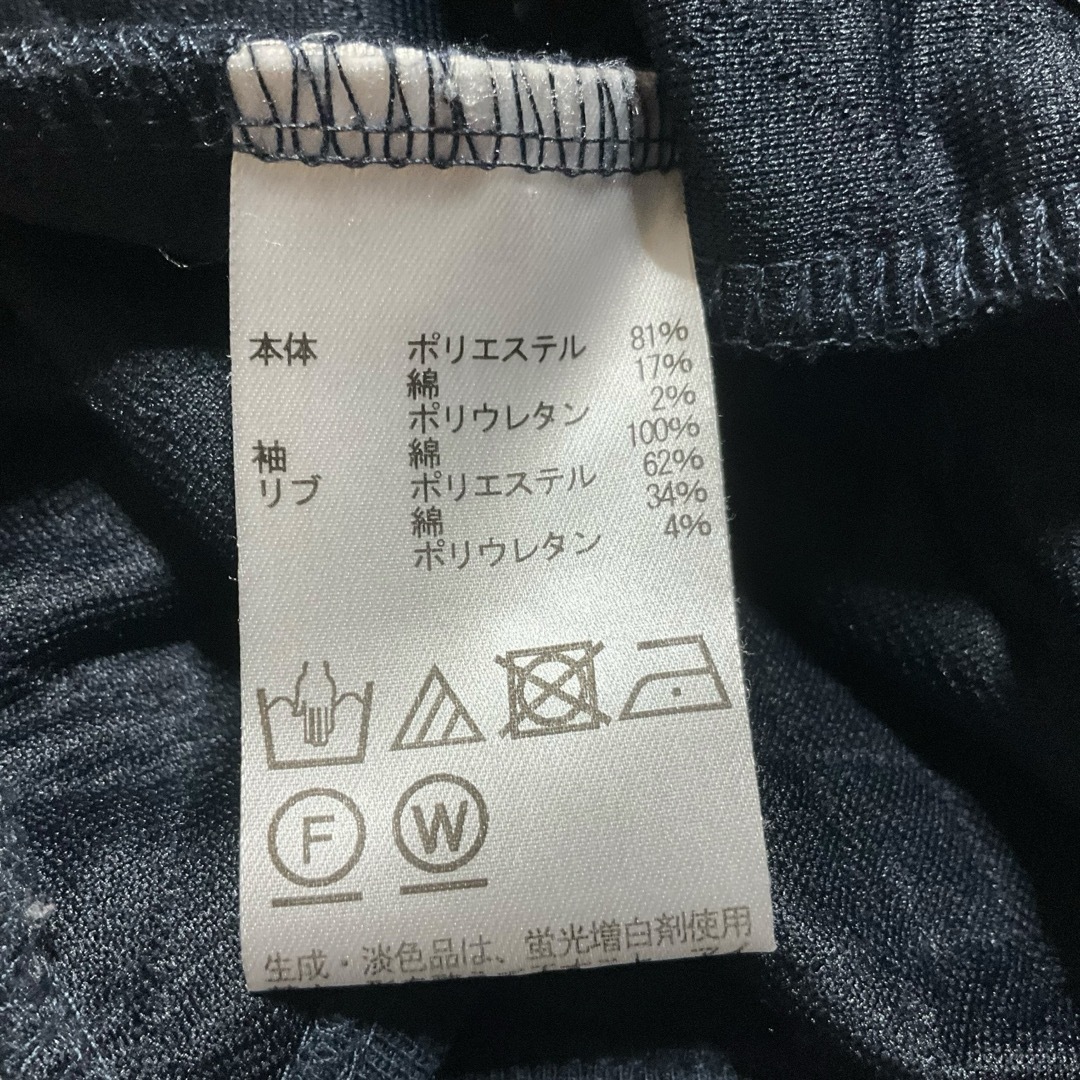 本体 ポリエステル 81%
綿 17%
ポリウレタン 2%
袖 綿 100%
リブ ポリエステル 62%
綿 34%
ポリウレタン 4%
F
W
生成・淡色品は、蛍光増白剤使用